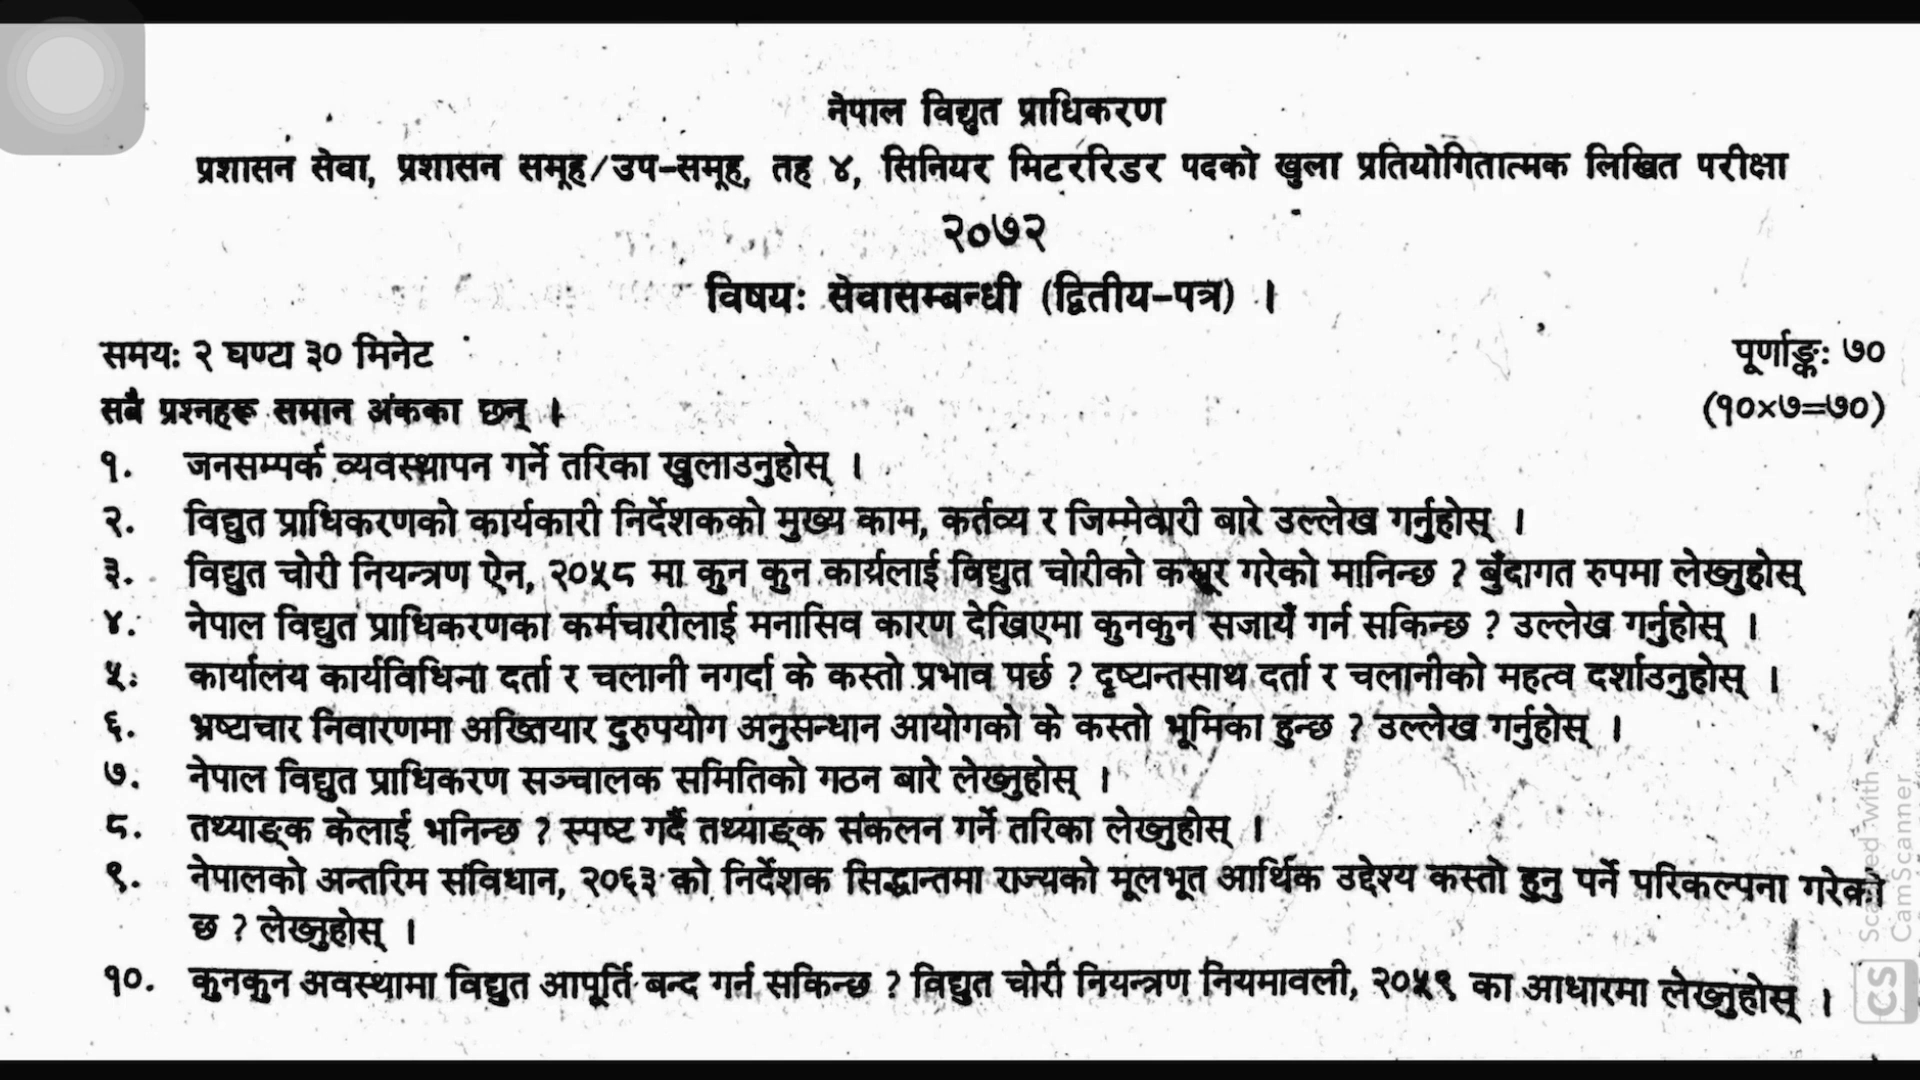 नेपाल विद्युत प्राधिकरण
प्रशासन सेवा, प्रशासन समूह/उप-समूह, तह ४, सिनियर मिटररिडर पदको खुला प्रतियोगितात्मक लिखित परीक्षा
२०७२
विषयः सेवासम्बन्धी (द्वितीय-पत्र) ।
समयः २ घण्टा ३० मिनेट
पूर्णाङ्कः ७०
सबै प्रश्नहरू समान अंकका छन् ।
(१०×७=७०)
१. जनसम्पर्क व्यवस्थापन गर्ने तरिका खुलाउनुहोस् ।
२. विद्युत प्राधिकरणको कार्यकारी निर्देशकको मुख्य काम, कर्तव्य र जिम्मेवारी बारे उल्लेख गर्नुहोस् ।
३. विद्युत चोरी नियन्त्रण ऐन, २०५८ मा कुन कुन कार्यलाई विद्युत चोरीको कसूर गरेको मानिन्छ ? बुँदागत रुपमा लेख्नुहोस्
४. नेपाल विद्युत प्राधिकरणका कर्मचारीलाई मनासिव कारण देखिएमा कुनकुन सजायँ गर्न सकिन्छ ? उल्लेख गर्नुहोस् ।
५. कार्यालय कार्यविधिमा दर्ता र चलानी नगर्दा के कस्तो प्रभाव पर्छ ? दृष्टान्तसाथ दर्ता र चलानीको महत्व दर्शाउनुहोस् ।
६. भ्रष्टाचार निवारणमा अख्तियार दुरुपयोग अनुसन्धान आयोगको के कस्तो भूमिका हुन्छ ? उल्लेख गर्नुहोस् ।
७. नेपाल विद्युत प्राधिकरण सञ्चालक समितिको गठन बारे लेख्नुहोस् ।
८. तथ्याङ्क केलाई भनिन्छ ? स्पष्ट गर्दै तथ्याङ्क संकलन गर्ने तरिका लेख्नुहोस् ।
९. नेपालको अन्तरिम संविधान, २०६३ को निर्देशक सिद्धान्तमा राज्यको मूलभूत आर्थिक उद्देश्य कस्तो हुनु पर्ने परिकल्पना गरेको
छ ? लेख्नुहोस् ।
१०. कुनकुन अवस्थामा विद्युत आपूर्ति बन्द गर्न सकिन्छ ? विद्युत चोरी नियन्त्रण नियमावली, २०५९ का आधारमा लेख्नुहोस् ।
CS Scanned with
CamScanner